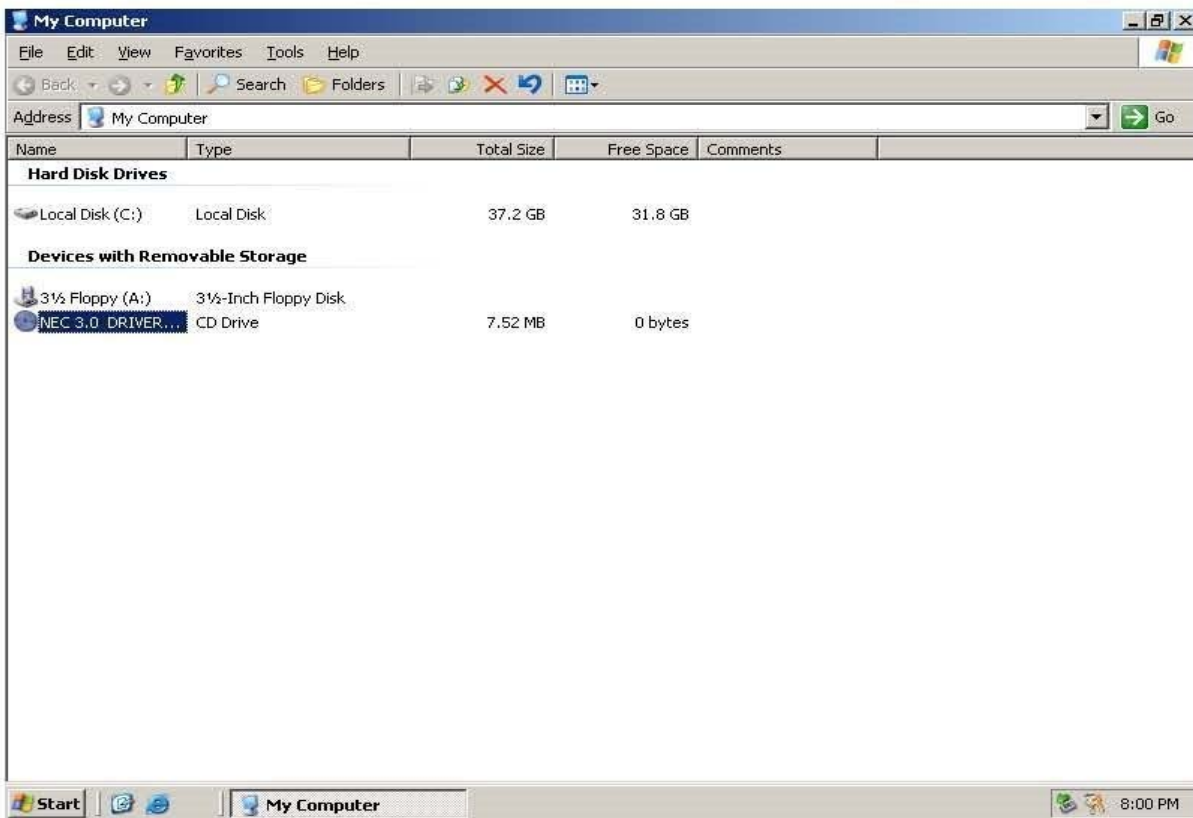 My Computer
File Edit View Favorites Tools Help
Back Search Folders
Address My Computer Go
Name Type Total Size Free Space Comments
Hard Disk Drives
Local Disk (C:) Local Disk 37.2 GB 31.8 GB
Devices with Removable Storage
3½ Floppy (A:) 3½-Inch Floppy Disk
NEC 3.0 DRIVER... CD Drive 7.52 MB 0 bytes
Start My Computer 8:00 PM